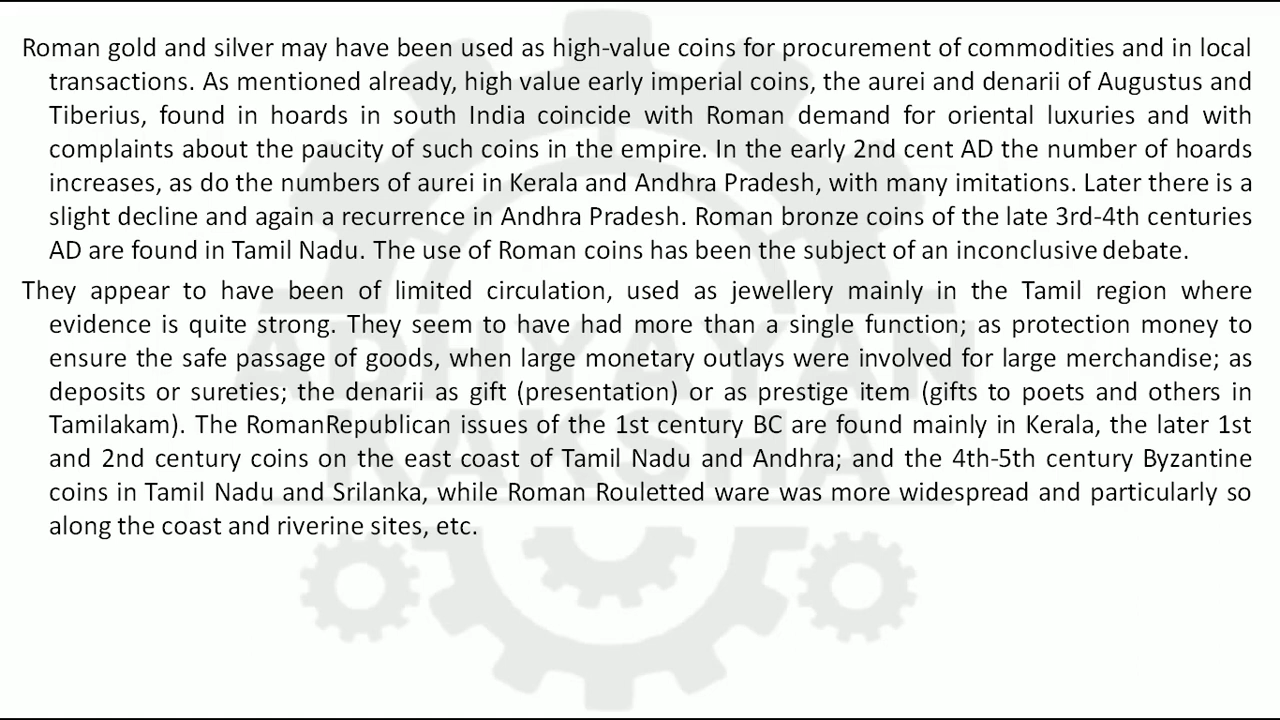 Roman gold and silver may have been used as high-value coins for procurement of commodities and in local
transactions. As mentioned already, high value early imperial coins, the aurei and denarii of Augustus and
Tiberius, found in hoards in south India coincide with Roman demand for oriental luxuries and with
complaints about the paucity of such coins in the empire. In the early 2nd cent AD the number of hoards
increases, as do the numbers of aurei in Kerala and Andhra Pradesh, with many imitations. Later there is a
slight decline and again a recurrence in Andhra Pradesh. Roman bronze coins of the late 3rd-4th centuries
AD are found in Tamil Nadu. The use of Roman coins has been the subject of an inconclusive debate.
They appear to have been of limited circulation, used as jewellery mainly in the Tamil region where
evidence is quite strong. They seem to have had more than a single function; as protection money to
ensure the safe passage of goods, when large monetary outlays were involved for large merchandise; as
deposits or sureties; the denarii as gift (presentation) or as prestige item (gifts to poets and others in
Tamilakam). The RomanRepublican issues of the 1st century BC are found mainly in Kerala, the later 1st
and 2nd century coins on the east coast of Tamil Nadu and Andhra; and the 4th-5th century Byzantine
coins in Tamil Nadu and Srilanka, while Roman Rouletted ware was more widespread and particularly so
along the coast and riverine sites, etc.
ADHYAYAN
KAKSHA